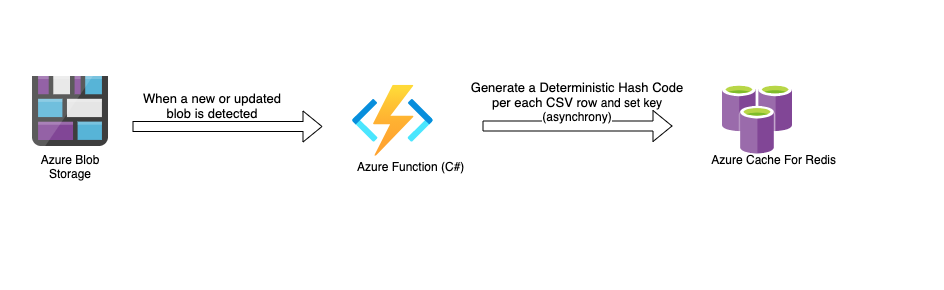 When a new or updated
blob is detected
Generate a Deterministic Hash Code
per each CSV row and set key
(asynchrony)
Azure Blob
Storage
Azure Function (C#)
Azure Cache For Redis